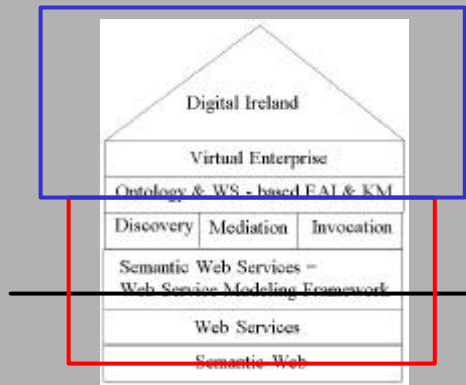 Digital Ireland
Virtual Enterprise
Ontology & WS - based EAI & KM
Discovery Mediation Invocation
Semantic Web Services =
Web Service Modeling Framework
Web Services
Semantic Web